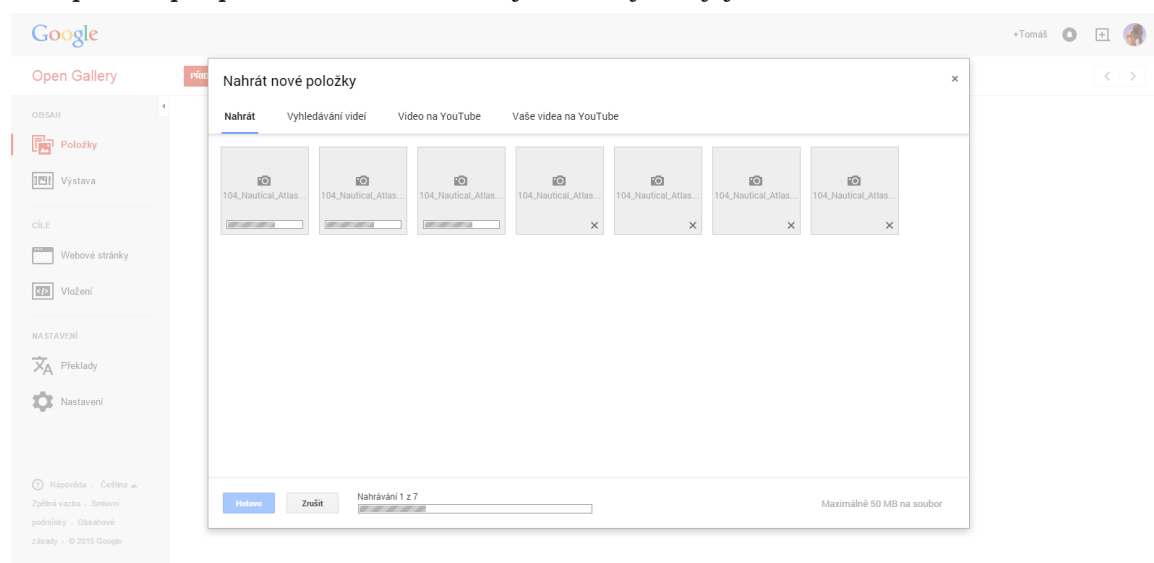 Google
+Tomáš
Open Gallery
Nahrát nové položky
×
Nahrát Vyhledávání videí Video na YouTube Vaše videa na YouTube
OBSAH
Položky
Výstava
CÍLE
Webové stránky
Vložení
NASTAVENÍ
Překlady
Nastavení
104_Nautical_Atlas... 104_Nautical_Atlas... 104_Nautical_Atlas... 104_Nautical_Atlas... 104_Nautical_Atlas... 104_Nautical_Atlas... 104_Nautical_Atlas...
Nápověda - Čeština
Zpětná vazba - Smluvní
podmínky - Obsahové
zásady - © 2015 Google
Hotovo Zrušit
Nahrávání 1 z 7
Maximálně 50 MB na soubor